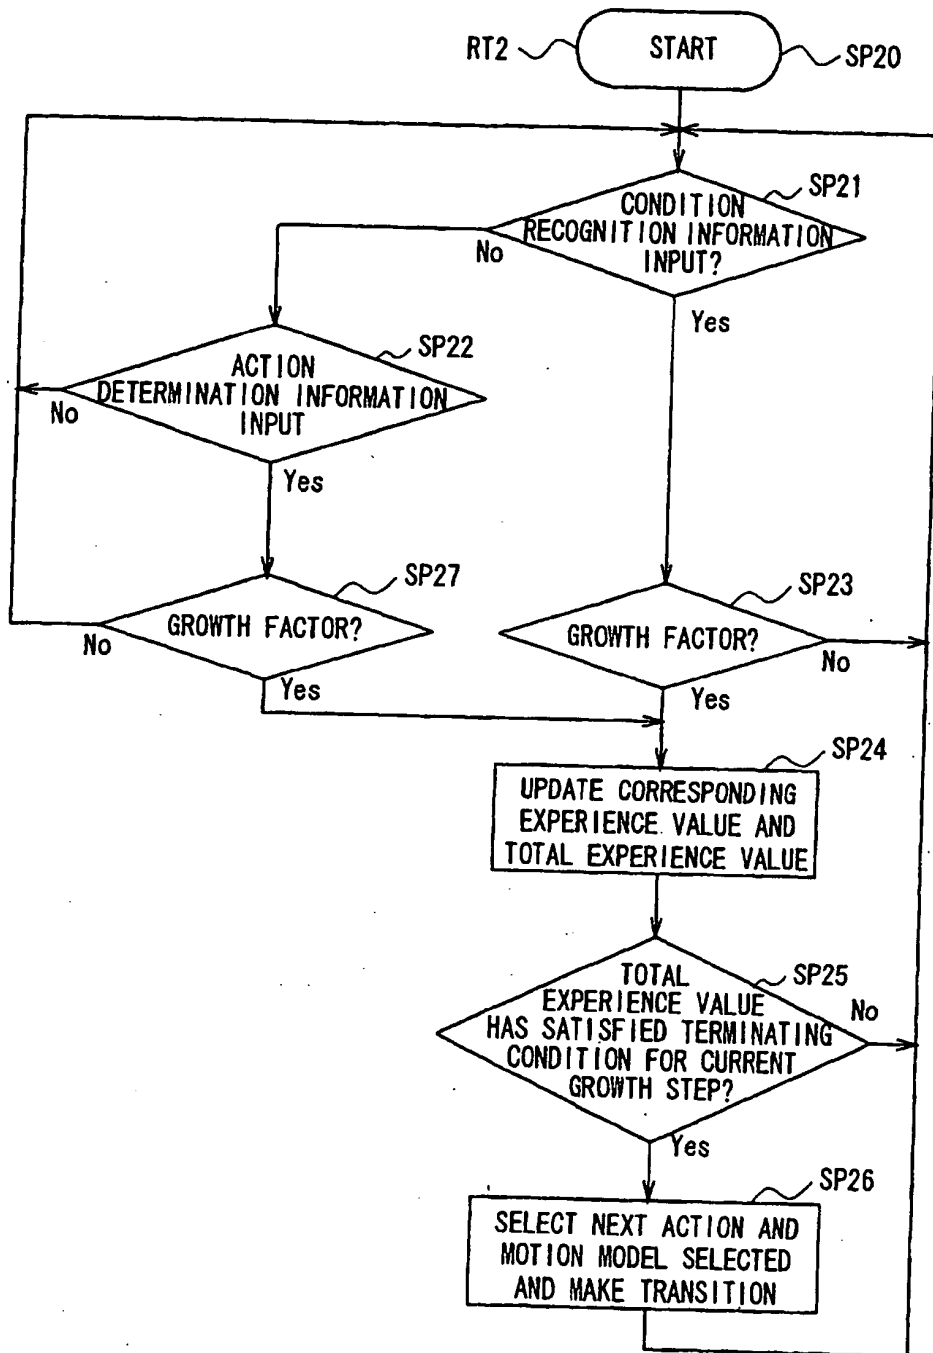 RT2
START
SP20
SP21
CONDITION
RECOGNITION INFORMATION
INPUT?
No
Yes
SP22
ACTION
DETERMINATION INFORMATION
INPUT
No
Yes
SP27
GROWTH FACTOR?
No
Yes
SP23
GROWTH FACTOR?
No
Yes
SP24
UPDATE CORRESPONDING
EXPERIENCE VALUE AND
TOTAL EXPERIENCE VALUE
SP25
TOTAL
EXPERIENCE VALUE
HAS SATISFIED TERMINATING
CONDITION FOR CURRENT
GROWTH STEP?
No
Yes
SP26
SELECT NEXT ACTION AND
MOTION MODEL SELECTED
AND MAKE TRANSITION